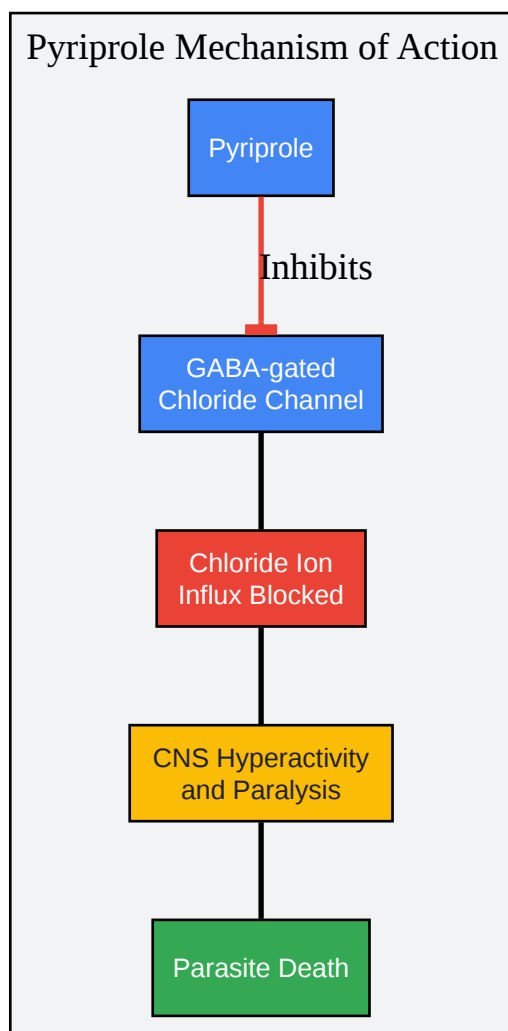 Pyriprole Mechanism of Action
Pyriprole
Inhibits
GABA-gated
Chloride Channel
Chloride Ion
Influx Blocked
CNS Hyperactivity
and Paralysis
Parasite Death